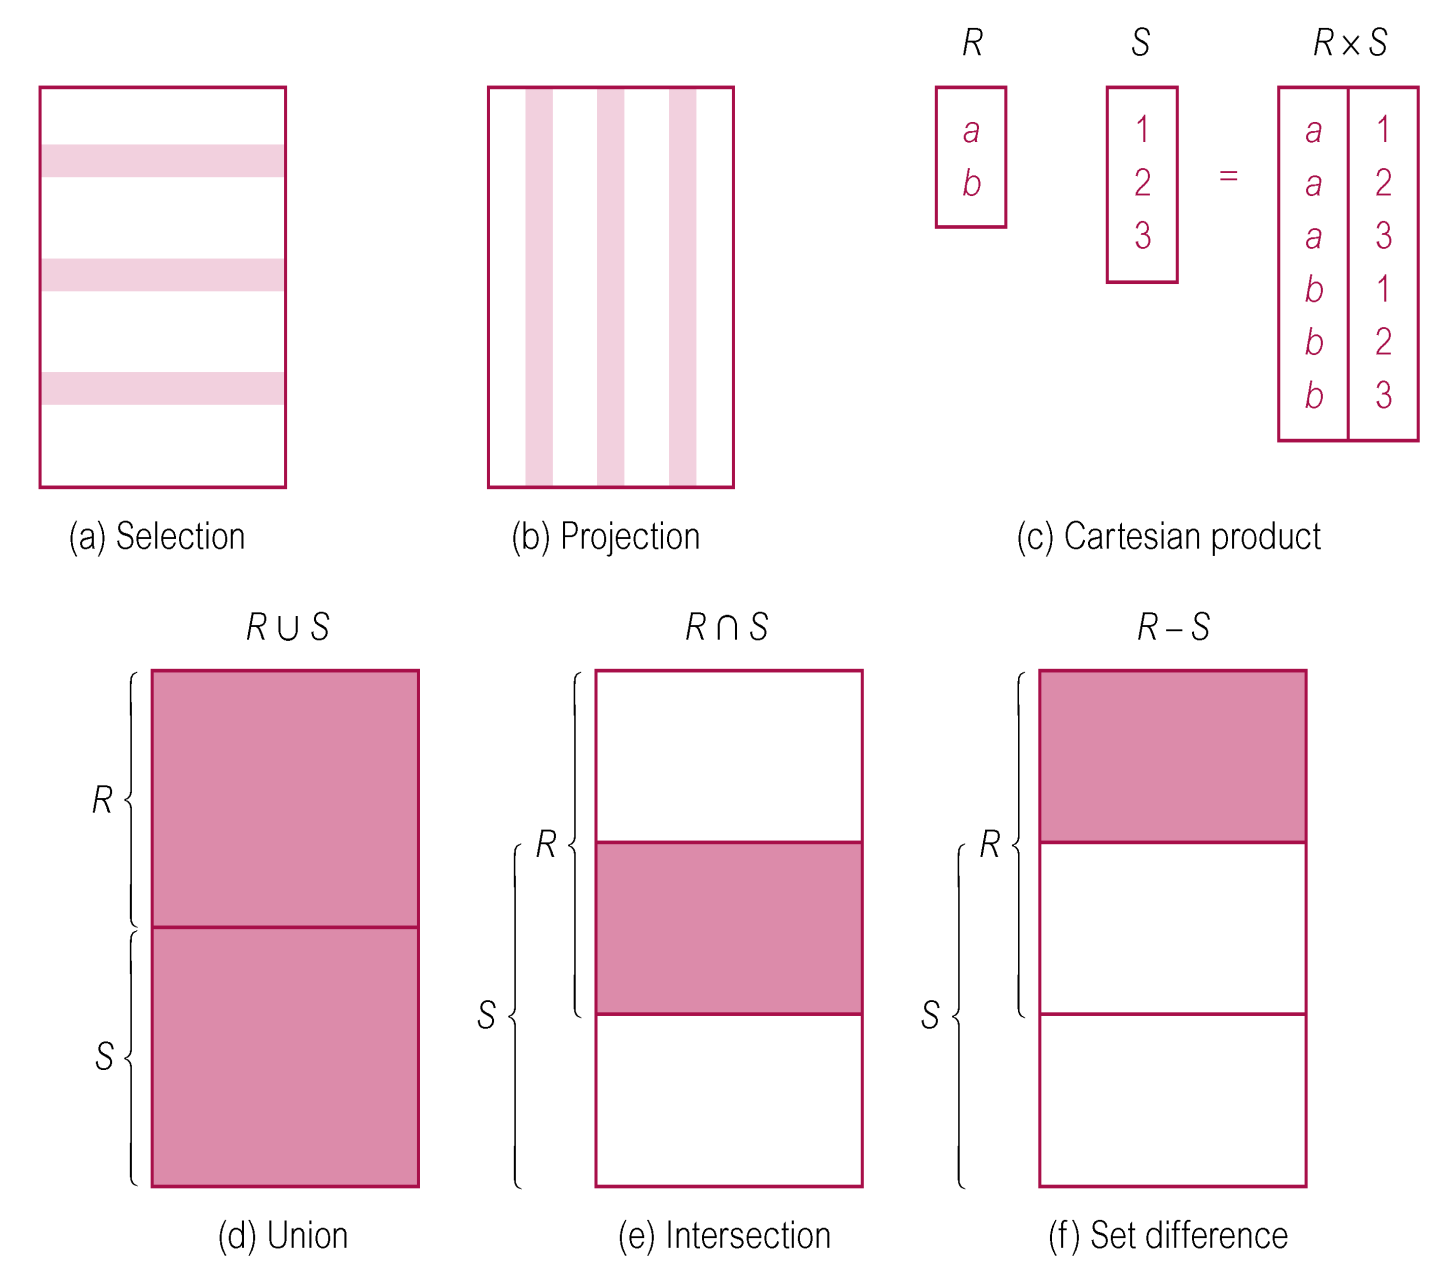 R S R × S
a 1 a 1
b 2 = a 2
3 a 3
b 1
b 2
b 3
(a) Selection (b) Projection (c) Cartesian product
R ∪ S R ∩ S R – S
R
S
R
S
R
S
(d) Union (e) Intersection (f) Set difference